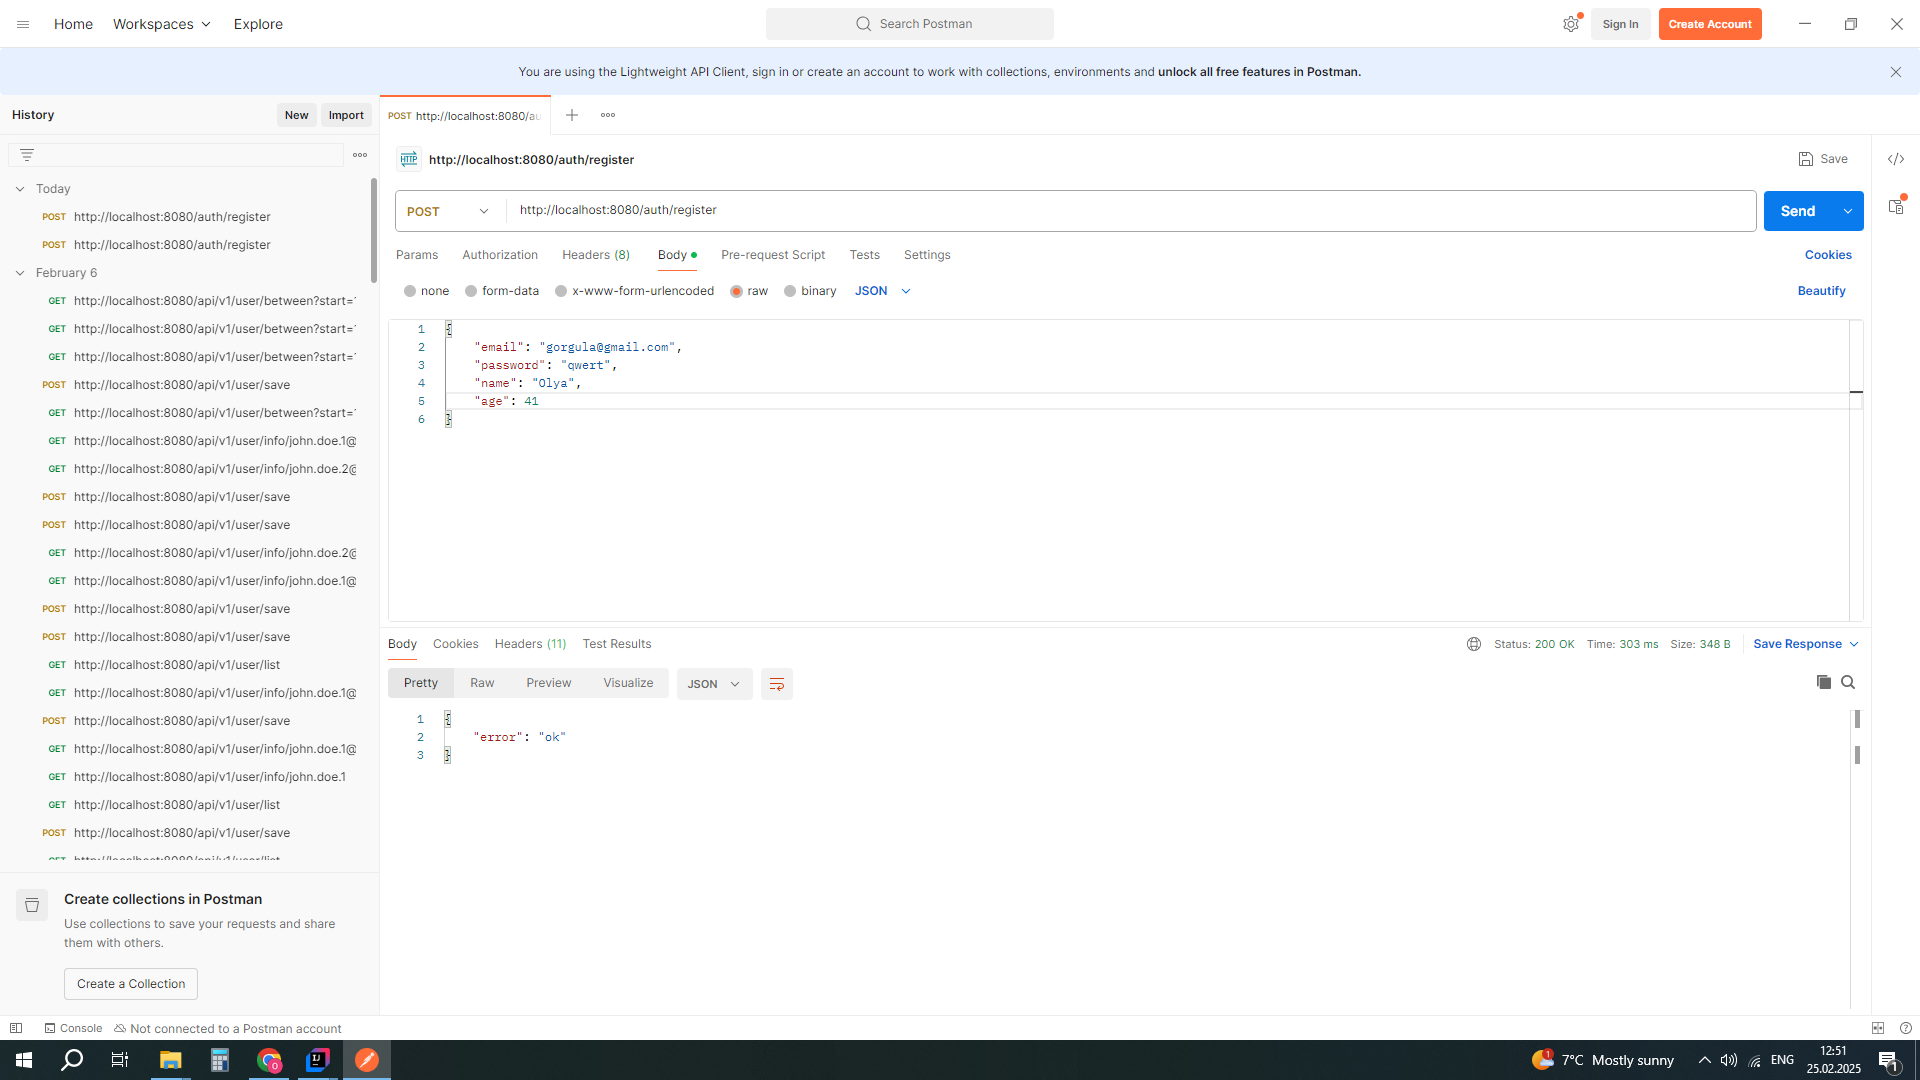 Home Workspaces Explore
Search Postman
Sign In Create Account
You are using the Lightweight API Client, sign in or create an account to work with collections, environments and unlock all free features in Postman.
History New Import
POST http://localhost:8080/au
HTTP http://localhost:8080/auth/register Save
Today
POST http://localhost:8080/auth/register
POST http://localhost:8080/auth/register
February 6
GET http://localhost:8080/api/v1/user/between?start=
GET http://localhost:8080/api/v1/user/between?start=
GET http://localhost:8080/api/v1/user/between?start=
POST http://localhost:8080/api/v1/user/save
GET http://localhost:8080/api/v1/user/between?start=
GET http://localhost:8080/api/v1/user/info/john.doe.1@
GET http://localhost:8080/api/v1/user/info/john.doe.2@
POST http://localhost:8080/api/v1/user/save
POST http://localhost:8080/api/v1/user/save
GET http://localhost:8080/api/v1/user/info/john.doe.2@
GET http://localhost:8080/api/v1/user/info/john.doe.1@
POST http://localhost:8080/api/v1/user/save
POST http://localhost:8080/api/v1/user/save
GET http://localhost:8080/api/v1/user/list
GET http://localhost:8080/api/v1/user/info/john.doe.1@
POST http://localhost:8080/api/v1/user/save
GET http://localhost:8080/api/v1/user/info/john.doe.1@
GET http://localhost:8080/api/v1/user/info/john.doe.1
GET http://localhost:8080/api/v1/user/list
POST http://localhost:8080/api/v1/user/save
GET http://localhost:8080/api/v1/user/list
Create collections in Postman
Use collections to save your requests and share
them with others.
Create a Collection
POST http://localhost:8080/auth/register Send
Params Authorization Headers (8) Body Pre-request Script Tests Settings Cookies
none form-data x-www-form-urlencoded raw binary JSON Beautify
1 {
2 "email": "gorgula@gmail.com",
3 "password": "qwert",
4 "name": "Olya",
5 "age": 41
6 }
Body Cookies Headers (11) Test Results Status: 200 OK Time: 303 ms Size: 348 B Save Response
Pretty Raw Preview Visualize JSON
1 {
2 "error": "ok"
3 }
Console Not connected to a Postman account
1 7°C Mostly sunny ENG 12:51
25.02.2025 1